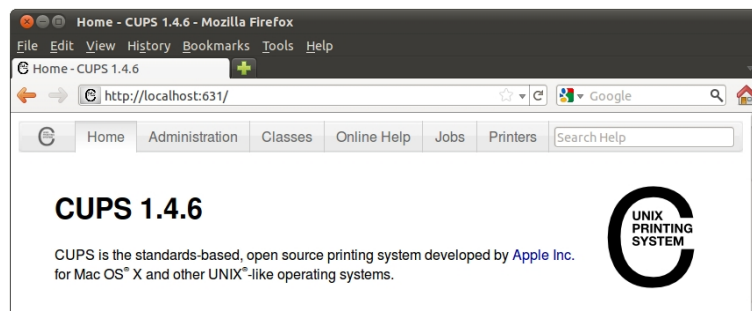 Home - CUPS 1.4.6 - Mozilla Firefox
File Edit View History Bookmarks Tools Help
Home - CUPS 1.4.6
http://localhost:631/ Google
Home Administration Classes Online Help Jobs Printers Search Help
CUPS 1.4.6
UNIX
PRINTING
SYSTEM
CUPS is the standards-based, open source printing system developed by Apple Inc.
for Mac OS® X and other UNIX®-like operating systems.